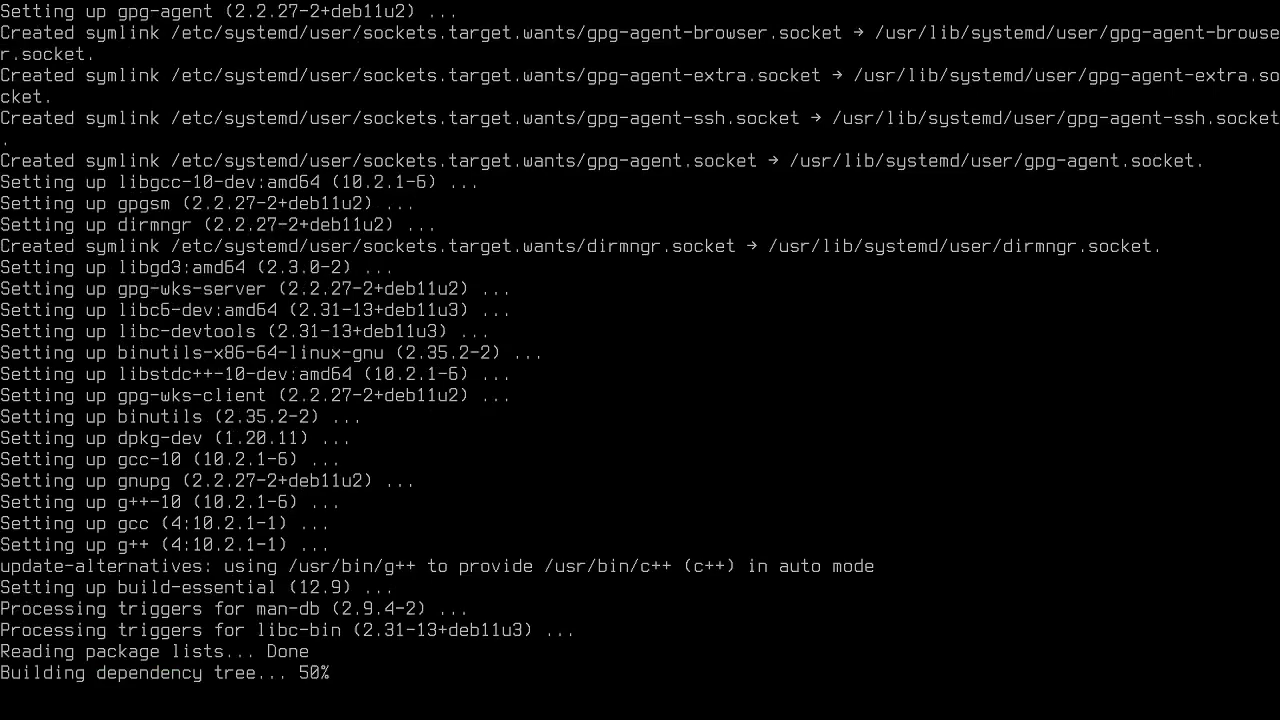 Setting up gpg-agent (2.2.27-2+deb11u2) ...
Created symlink /etc/systemd/user/sockets.target.wants/gpg-agent-browser.socket → /usr/lib/systemd/user/gpg-agent-browse
r.socket.
Created symlink /etc/systemd/user/sockets.target.wants/gpg-agent-extra.socket → /usr/lib/systemd/user/gpg-agent-extra.so
cket.
Created symlink /etc/systemd/user/sockets.target.wants/gpg-agent-ssh.socket → /usr/lib/systemd/user/gpg-agent-ssh.socket
.
Created symlink /etc/systemd/user/sockets.target.wants/gpg-agent.socket → /usr/lib/systemd/user/gpg-agent.socket.
Setting up libgcc-10-dev:amd64 (10.2.1-6) ...
Setting up gpgsm (2.2.27-2+deb11u2) ...
Setting up dirmngr (2.2.27-2+deb11u2) ...
Created symlink /etc/systemd/user/sockets.target.wants/dirmngr.socket → /usr/lib/systemd/user/dirmngr.socket.
Setting up libgd3:amd64 (2.3.0-2) ...
Setting up gpg-wks-server (2.2.27-2+deb11u2) ...
Setting up libc6-dev:amd64 (2.31-13+deb11u3) ...
Setting up libc-devtools (2.31-13+deb11u3) ...
Setting up binutils-x86-64-linux-gnu (2.35.2-2) ...
Setting up libstdc++-10-dev:amd64 (10.2.1-6) ...
Setting up gpg-wks-client (2.2.27-2+deb11u2) ...
Setting up binutils (2.35.2-2) ...
Setting up dpkg-dev (1.20.11) ...
Setting up gcc-10 (10.2.1-6) ...
Setting up gnupg (2.2.27-2+deb11u2) ...
Setting up g++-10 (10.2.1-6) ...
Setting up gcc (4:10.2.1-1) ...
Setting up g++ (4:10.2.1-1) ...
update-alternatives: using /usr/bin/g++ to provide /usr/bin/c++ (c++) in auto mode
Setting up build-essential (12.9) ...
Processing triggers for man-db (2.9.4-2) ...
Processing triggers for libc-bin (2.31-13+deb11u3) ...
Reading package lists... Done
Building dependency tree... 50%